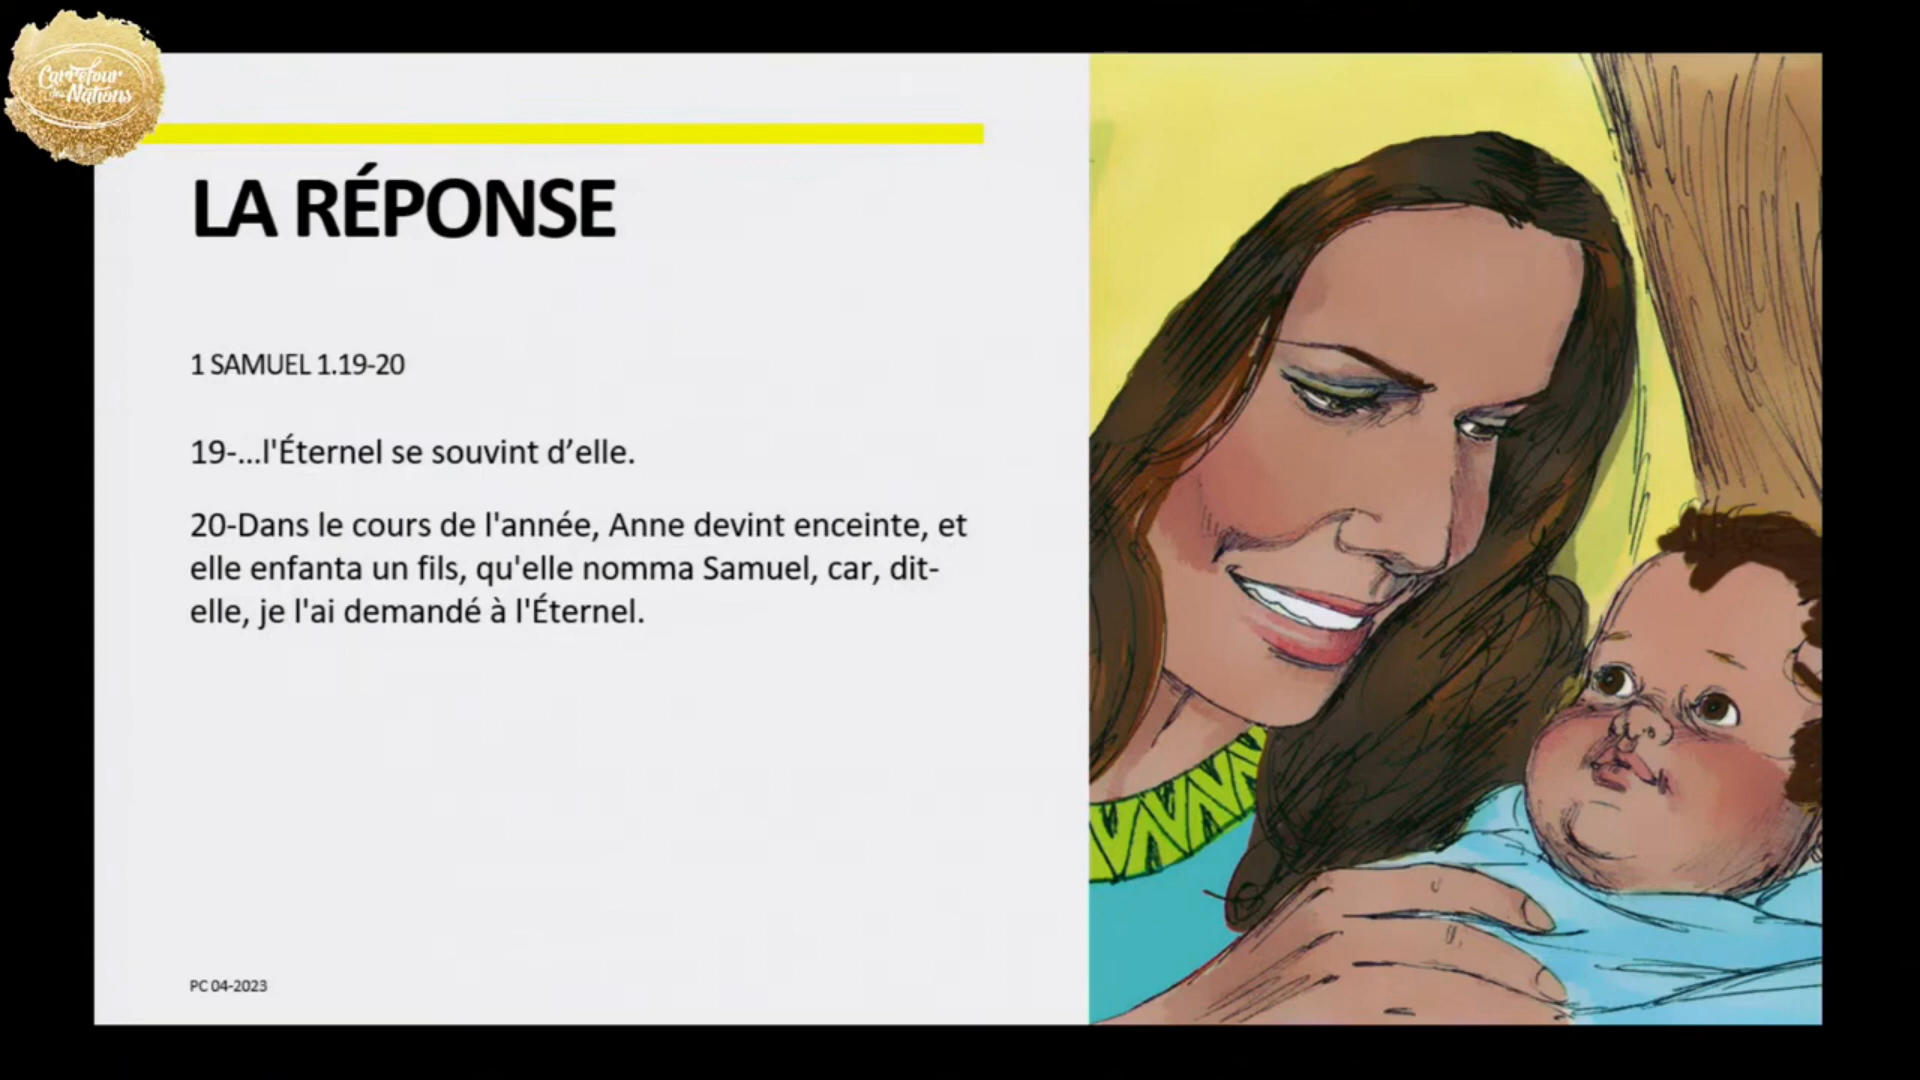 Carrefour
des Nations
LA RÉPONSE
1 SAMUEL 1.19-20
19-...l'Éternel se souvint d’elle.
20-Dans le cours de l'année, Anne devint enceinte, et
elle enfanta un fils, qu'elle nomma Samuel, car, dit-
elle, je l'ai demandé à l'Éternel.
PC 04-2023